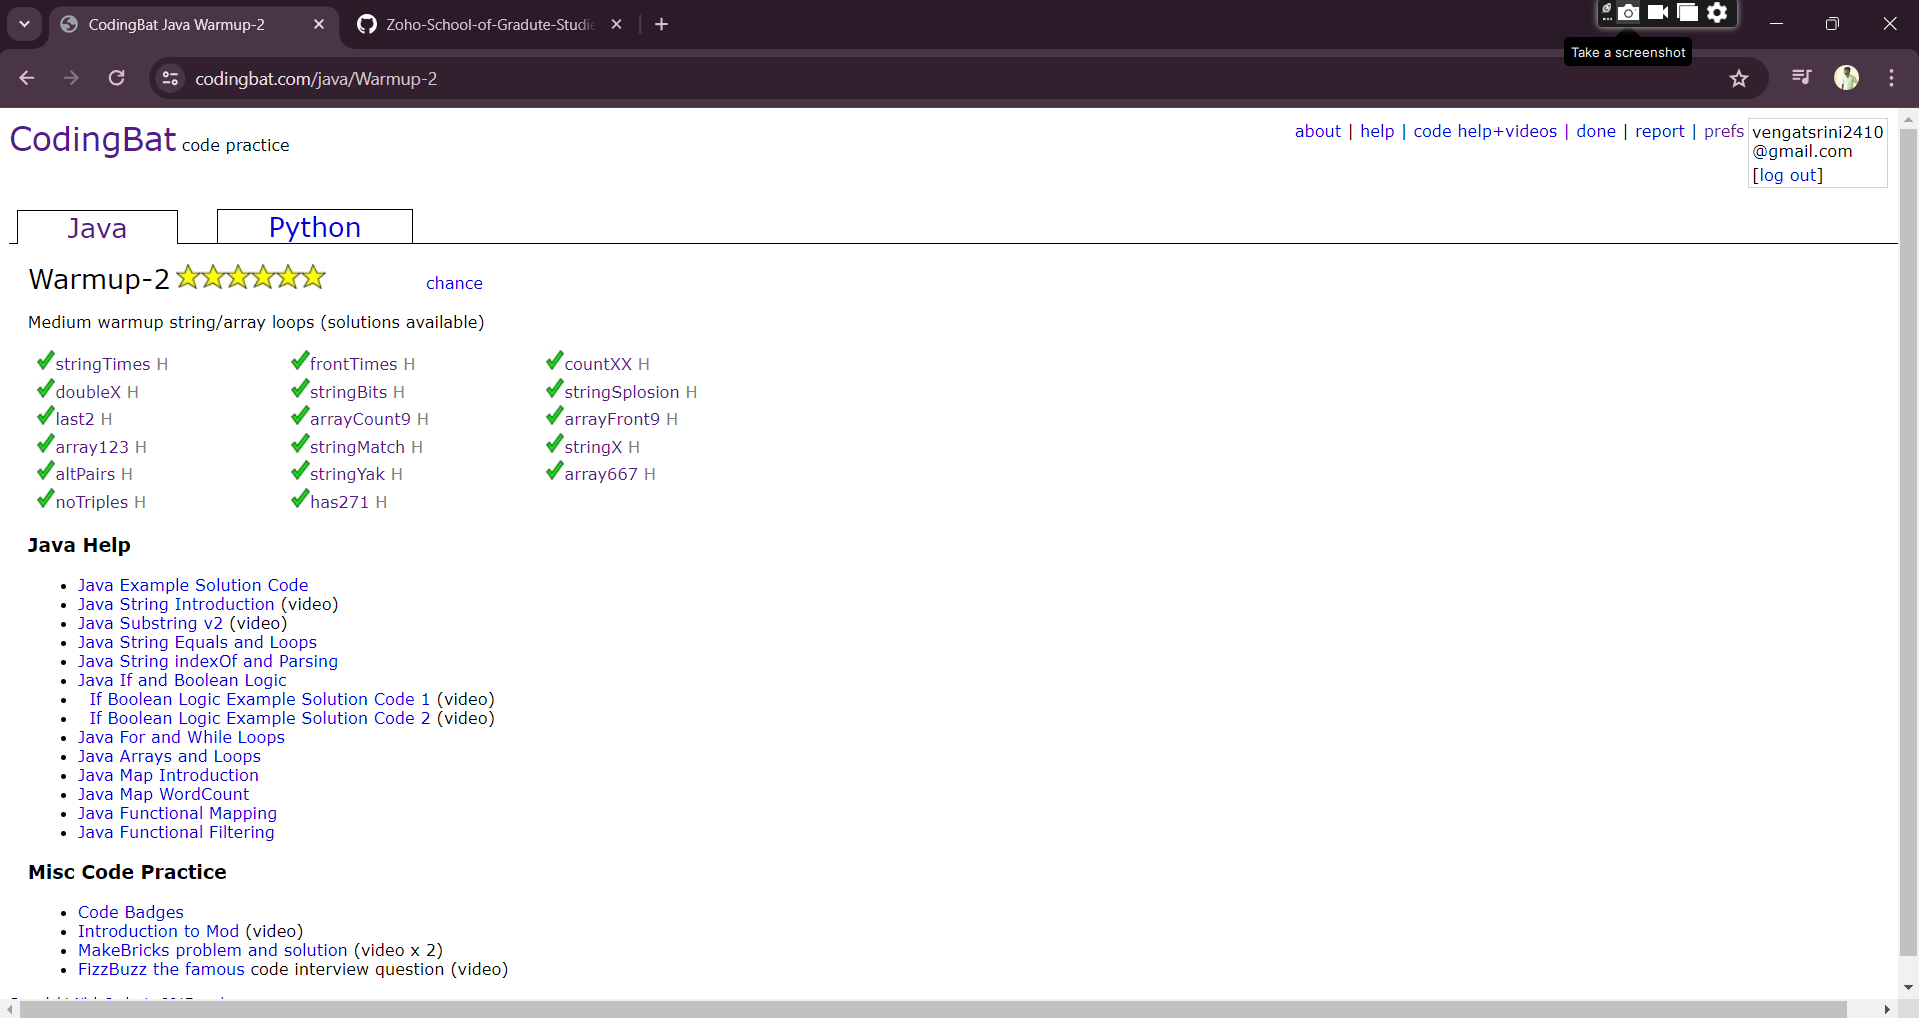 CodingBat Java Warmup-2
Zoho-School-of-Gradute-Studie
Take a screenshot
codingbat.com/java/Warmup-2
CodingBat code practice
about | help | code help+videos | done | report | prefs
vengatsrini2410
@gmail.com
[log out]
Java
Python
Warmup-2
chance
Medium warmup string/array loops (solutions available)
stringTimes H
frontTimes H
countXX H
doubleX H
stringBits H
stringSplosion H
last2 H
arrayCount9 H
arrayFront9 H
array123 H
stringMatch H
stringX H
altPairs H
stringYak H
array667 H
noTriples H
has271 H
Java Help
Java Example Solution Code
Java String Introduction (video)
Java Substring v2 (video)
Java String Equals and Loops
Java String indexOf and Parsing
Java If and Boolean Logic
If Boolean Logic Example Solution Code 1 (video)
If Boolean Logic Example Solution Code 2 (video)
Java For and While Loops
Java Arrays and Loops
Java Map Introduction
Java Map WordCount
Java Functional Mapping
Java Functional Filtering
Misc Code Practice
Code Badges
Introduction to Mod (video)
MakeBricks problem and solution (video x 2)
FizzBuzz the famous code interview question (video)